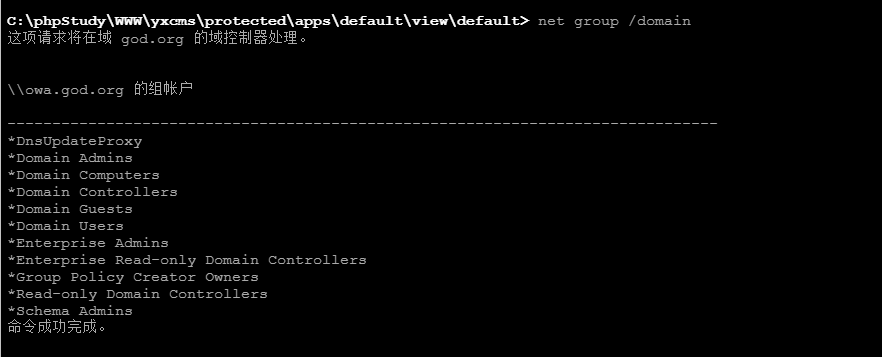 C:\phpStudy\WWW\yxcms\protected\apps\default\view\default> net group /domain
这项请求将在域 god.org 的域控制器处理。
\\owa.god.org 的组帐户
-------------------------------------------------------------------------------
*DnsUpdateProxy
*Domain Admins
*Domain Computers
*Domain Controllers
*Domain Guests
*Domain Users
*Enterprise Admins
*Enterprise Read-only Domain Controllers
*Group Policy Creator Owners
*Read-only Domain Controllers
*Schema Admins
命令成功完成。